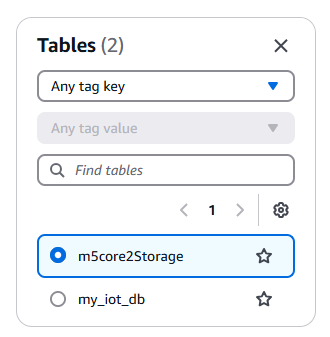 Tables (2)
Any tag key
Any tag value
Find tables
1
m5core2Storage
my_iot_db